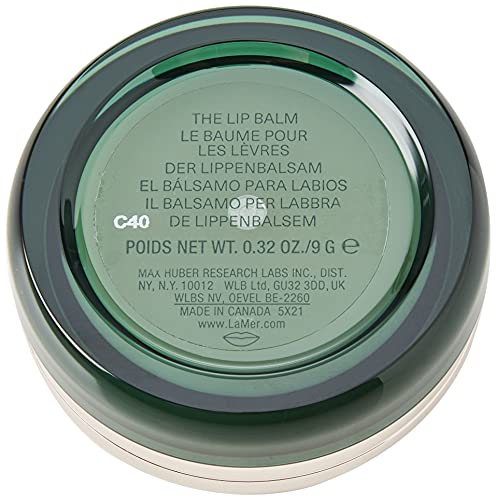 THE LIP BALM
LE BAUME POUR
LES LÈVRES
DER LIPPENBALSAM
EL BÁLSAMO PARA LABIOS
IL BALSAMO PER LABBRA
C40
DE LIPPENBALSEM
POIDS NET WT. 0.32 OZ./9 G ℮
MAX HUBER RESEARCH LABS INC., DIST.
NY, N.Y. 10012 WLB Ltd, GU32 3DD, UK
WLBS NV, OEVEL BE-2260
MADE IN CANADA 5X21
www.LaMer.com